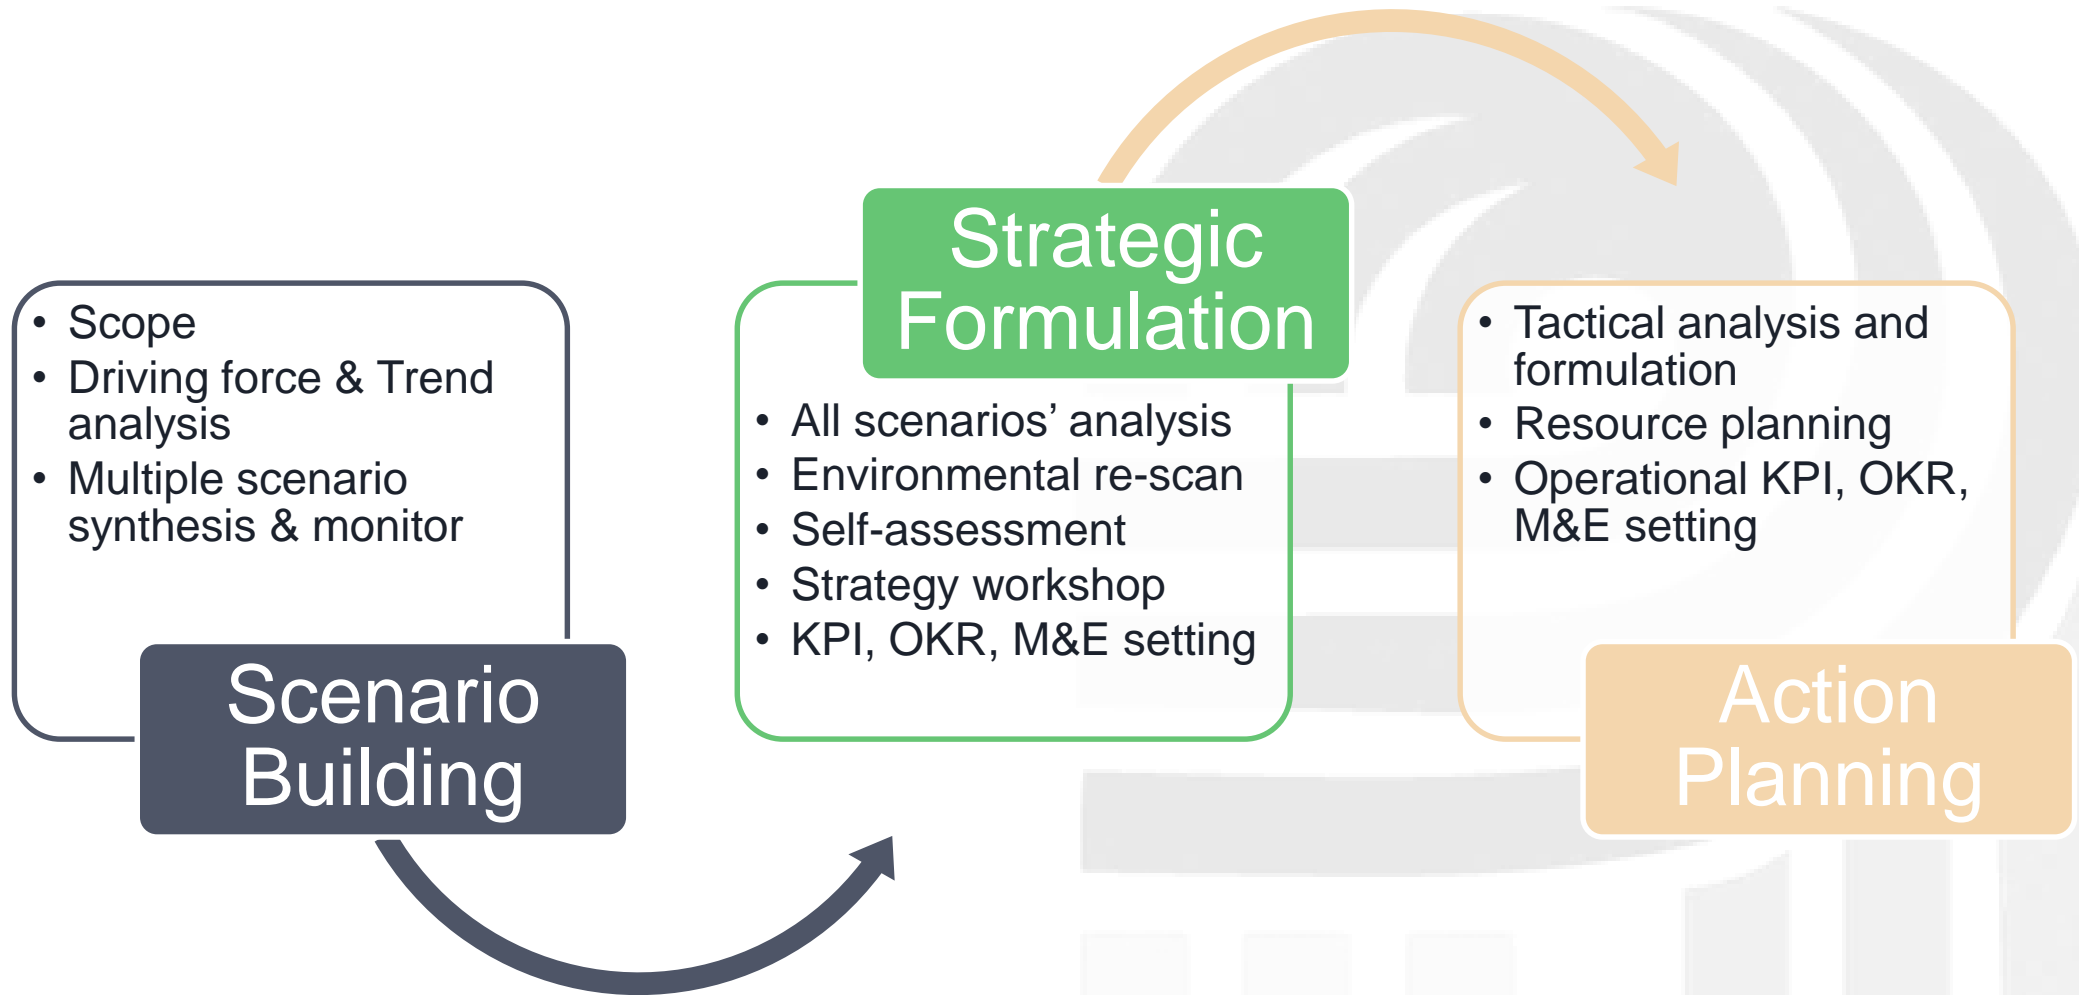 • Scope
• Driving force & Trend
analysis
• Multiple scenario
synthesis & monitor
Scenario
Building
Strategic
Formulation
• All scenarios’ analysis
• Environmental re-scan
• Self-assessment
• Strategy workshop
• KPI, OKR, M&E setting
• Tactical analysis and
formulation
• Resource planning
• Operational KPI, OKR,
M&E setting
Action
Planning